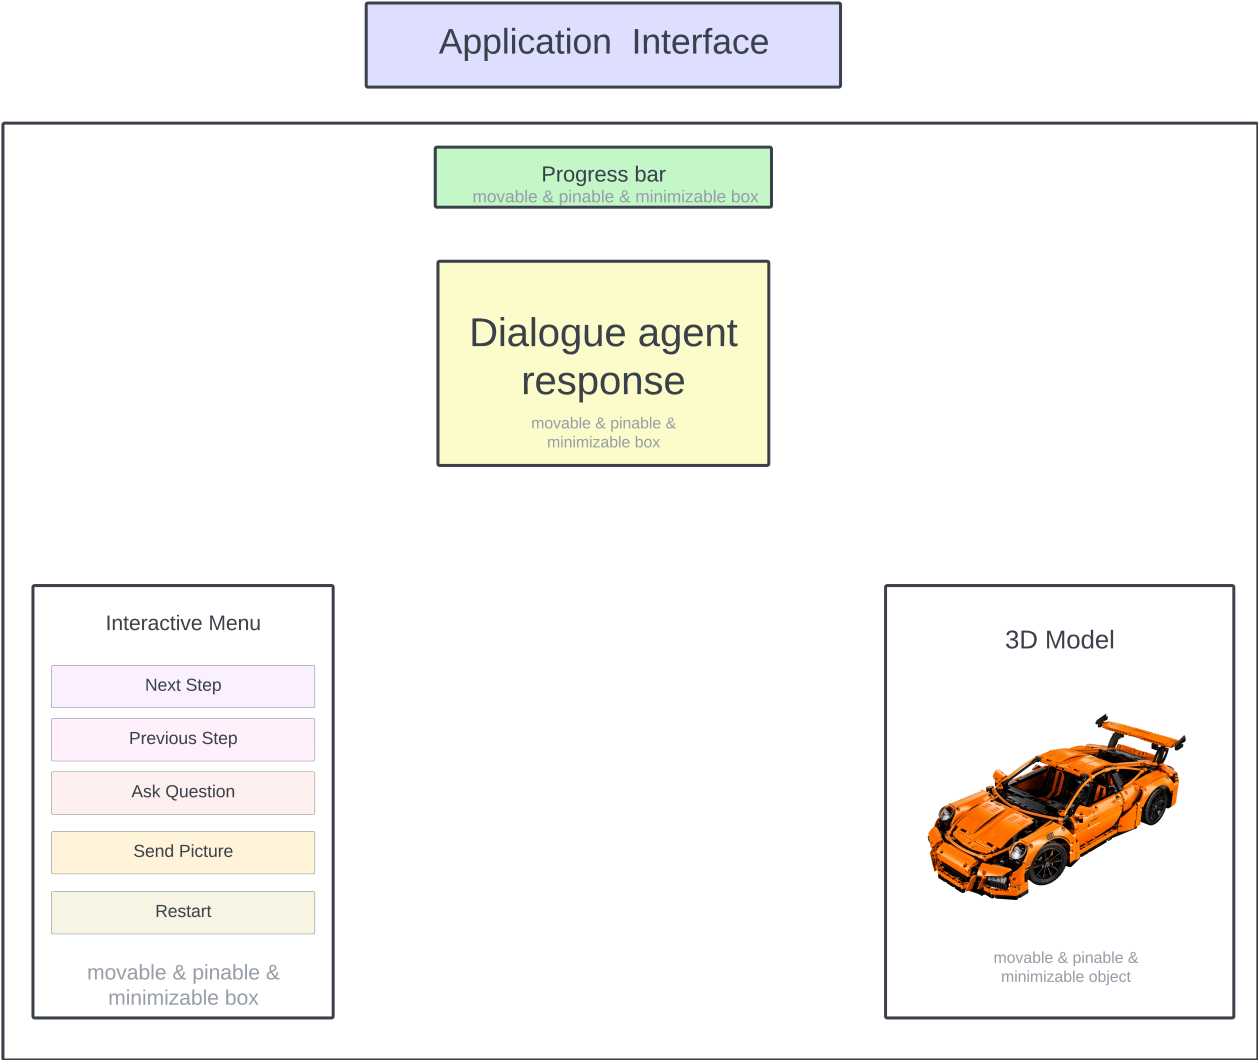 Application  Interface
Progress bar
movable & pinable & minimizable box
Dialogue agent
response
movable & pinable &
minimizable box
Interactive Menu
Next Step
Previous Step
Ask Question
Send Picture
Restart
movable & pinable &
minimizable box
3D Model
movable & pinable &
minimizable object